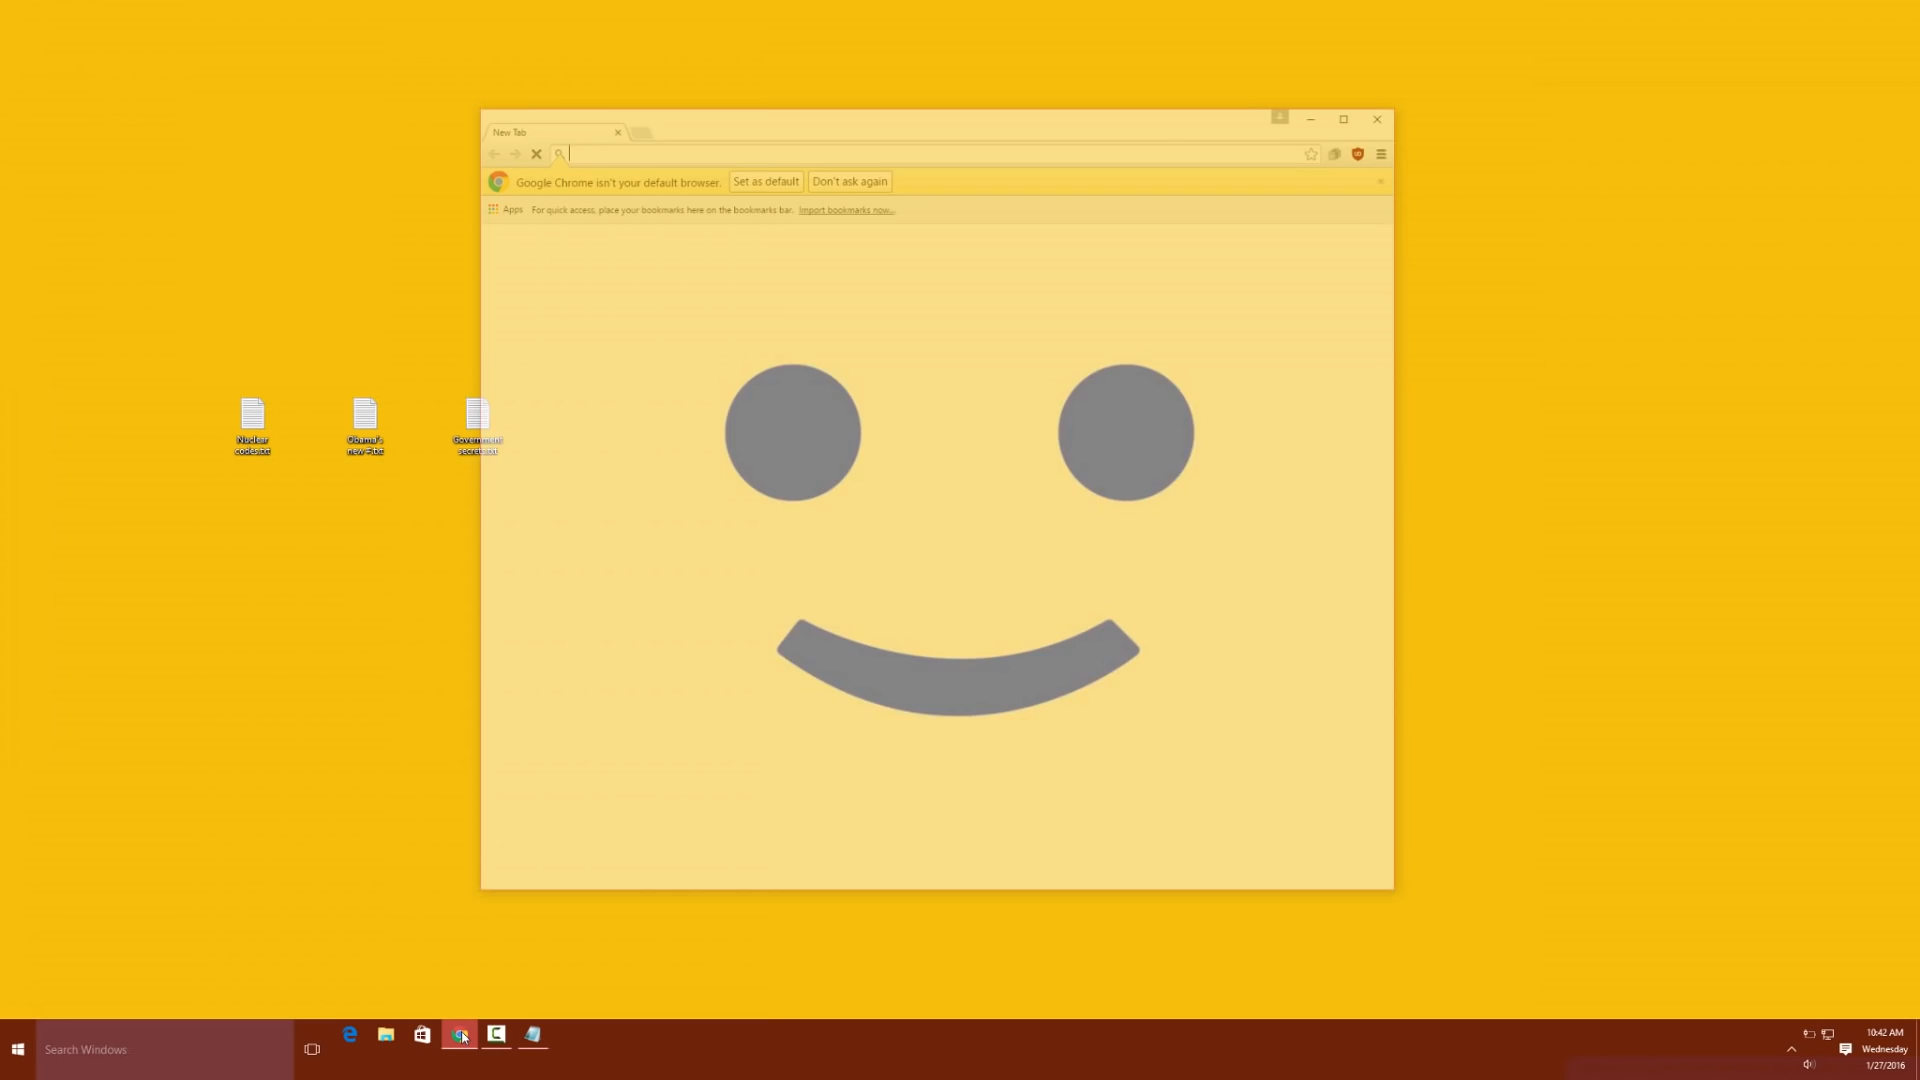 New Tab
Google Chrome isn't your default browser. Set as default Don't ask again
Apps For quick access, place your bookmarks here on the bookmarks bar. Import bookmarks now...
Nuclear
codes.txt
Obama's
new #.txt
Government
secrets.txt
Search Windows
10:42 AM
Wednesday
1/27/2016